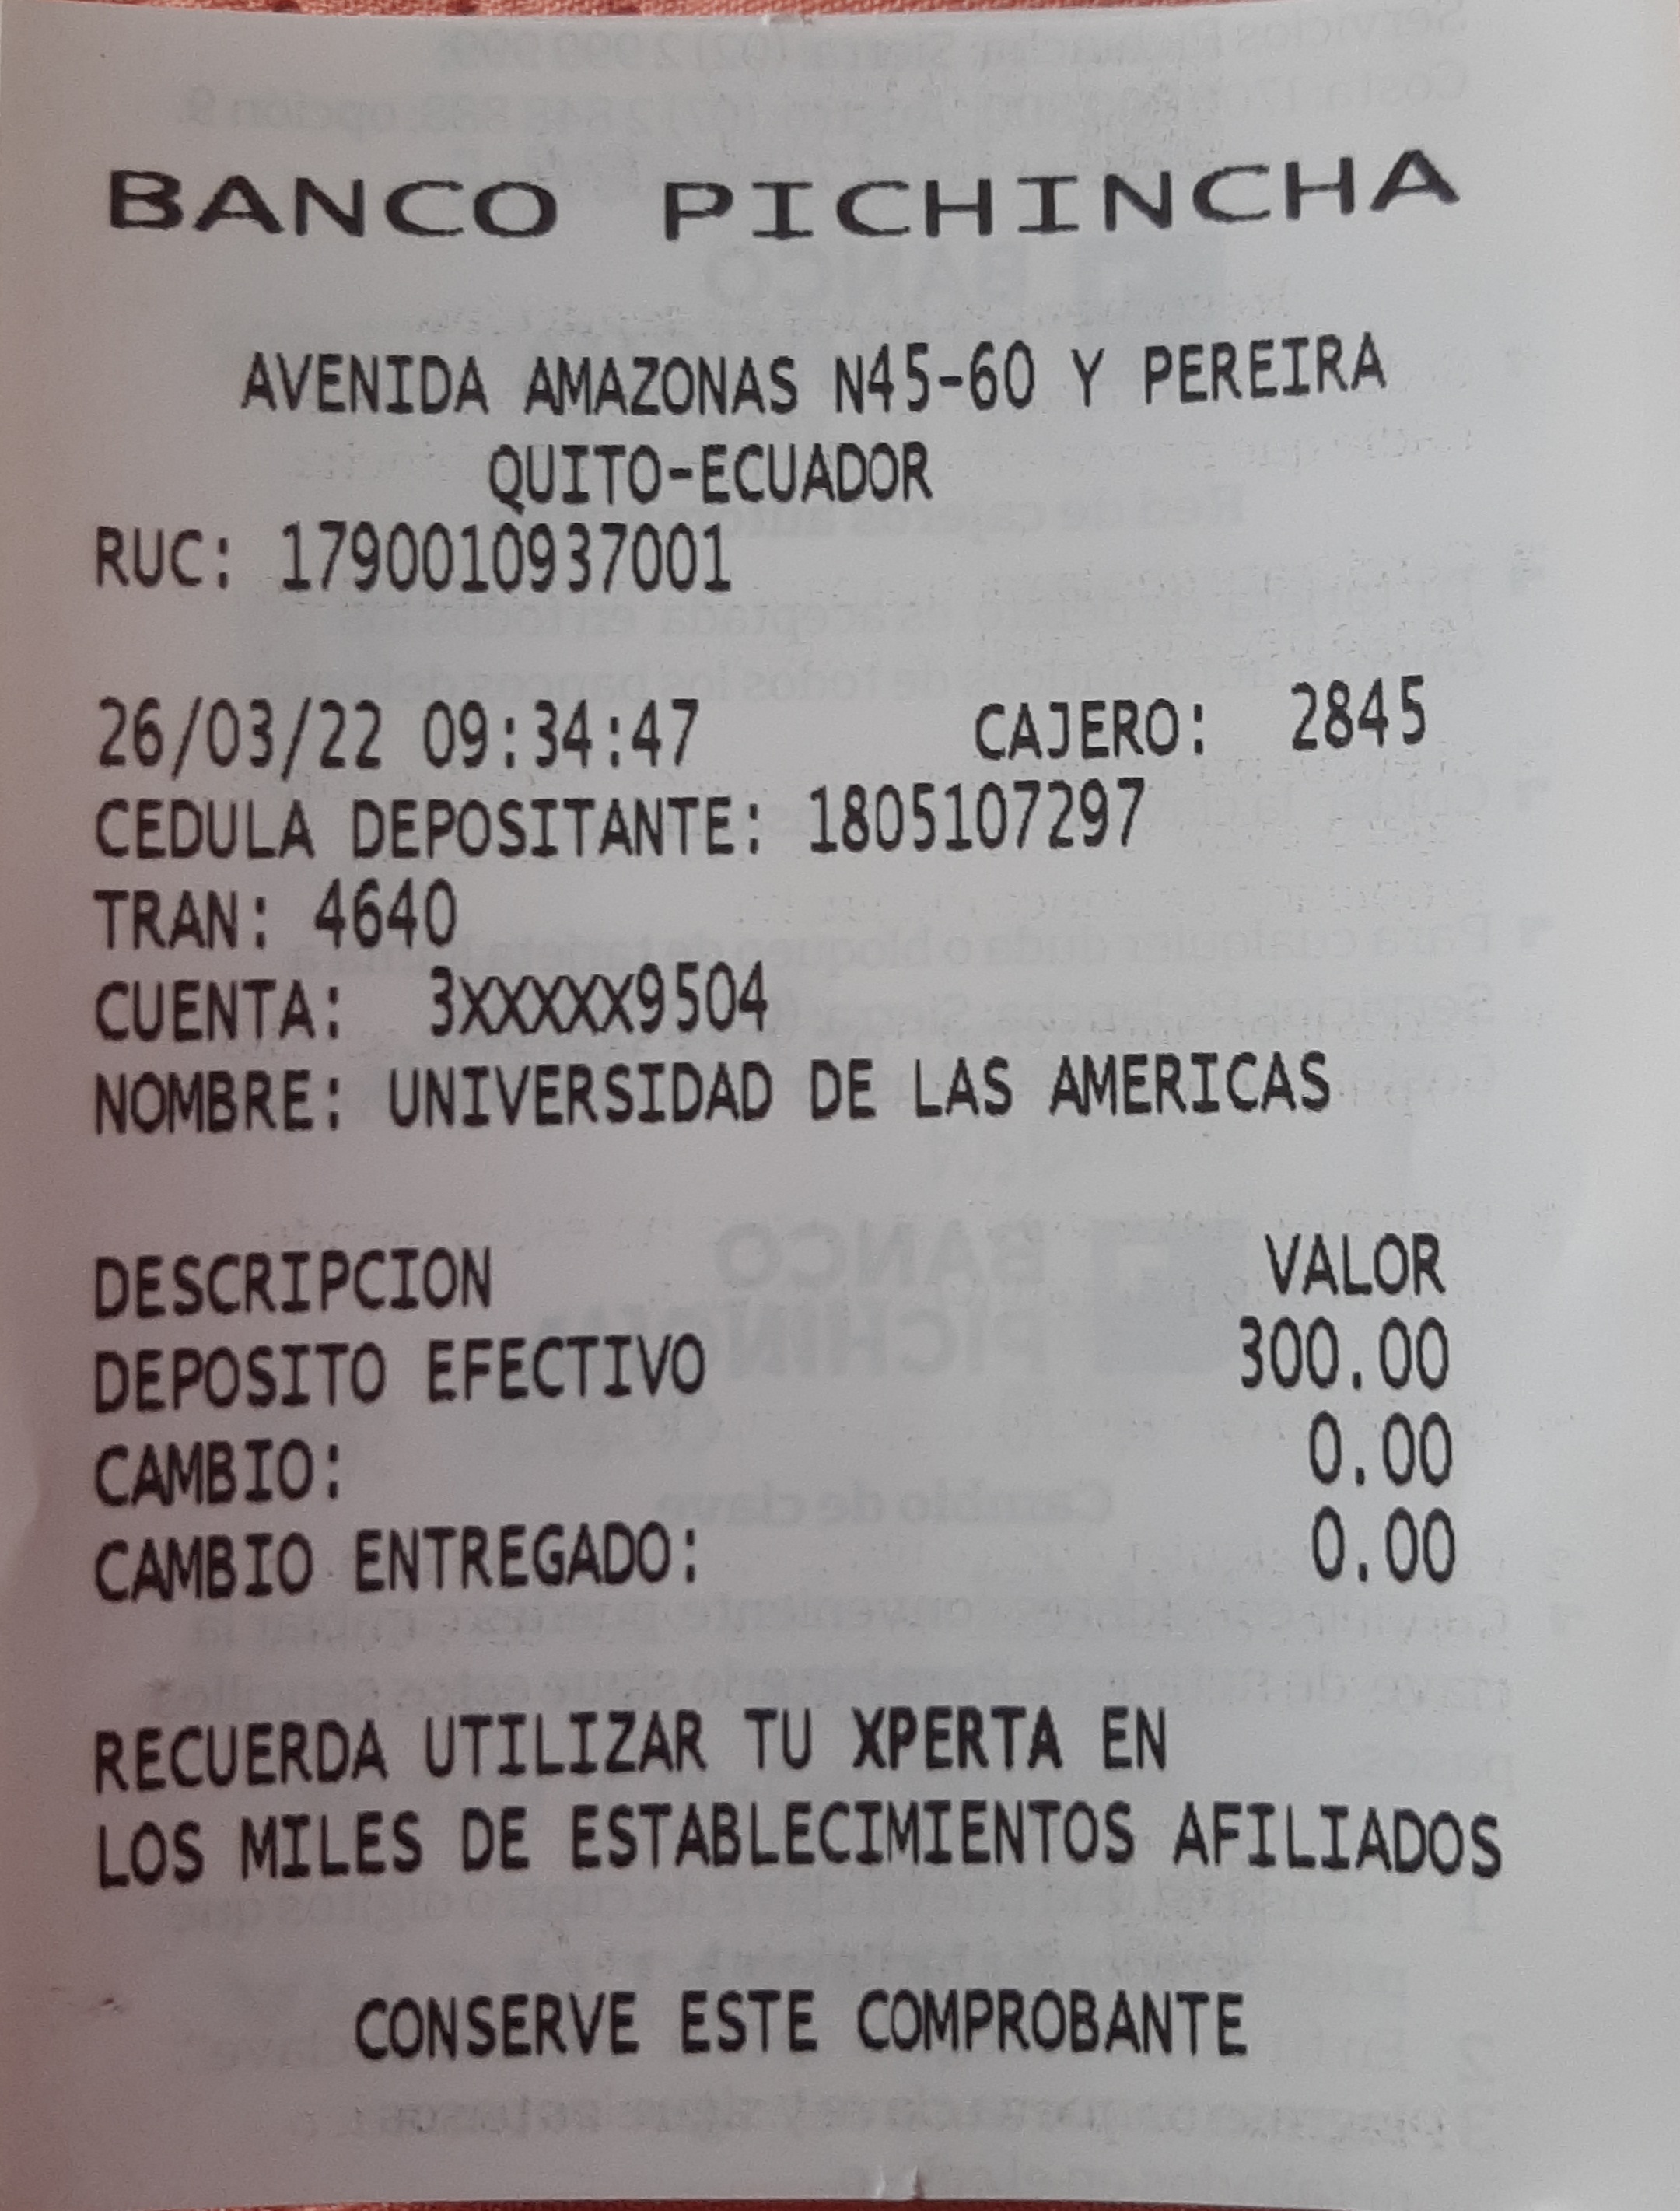 BANCO PICHINCHA
AVENIDA AMAZONAS N45-60 Y PEREIRA
QUITO-ECUADOR
RUC: 1790010937001
26/03/22 09:34:47 CAJERO: 2845
CEDULA DEPOSITANTE: 1805107297
TRAN: 4640
CUENTA: 3XXXXX9504
NOMBRE: UNIVERSIDAD DE LAS AMERICAS
DESCRIPCION VALOR
DEPOSITO EFECTIVO 300.00
CAMBIO: 0.00
CAMBIO ENTREGADO: 0.00
RECUERDA UTILIZAR TU XPERTA EN
LOS MILES DE ESTABLECIMIENTOS AFILIADOS
CONSERVE ESTE COMPROBANTE